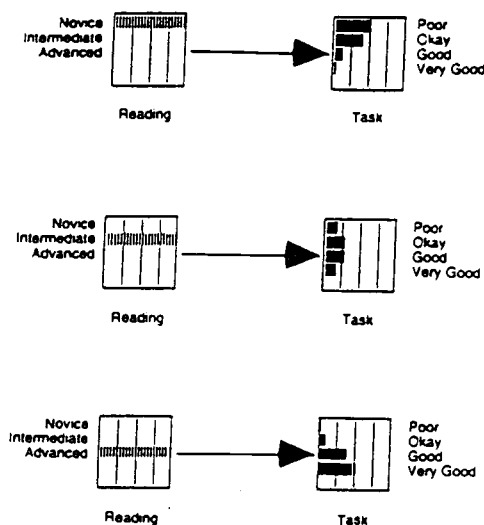 Novice
Intermediate
Advanced
Reading
Poor
Okay
Good
Very Good
Task
Novice
Intermediate
Advanced
Reading
Poor
Okay
Good
Very Good
Task
Novice
Intermediate
Advanced
Reading
Poor
Okay
Good
Very Good
Task